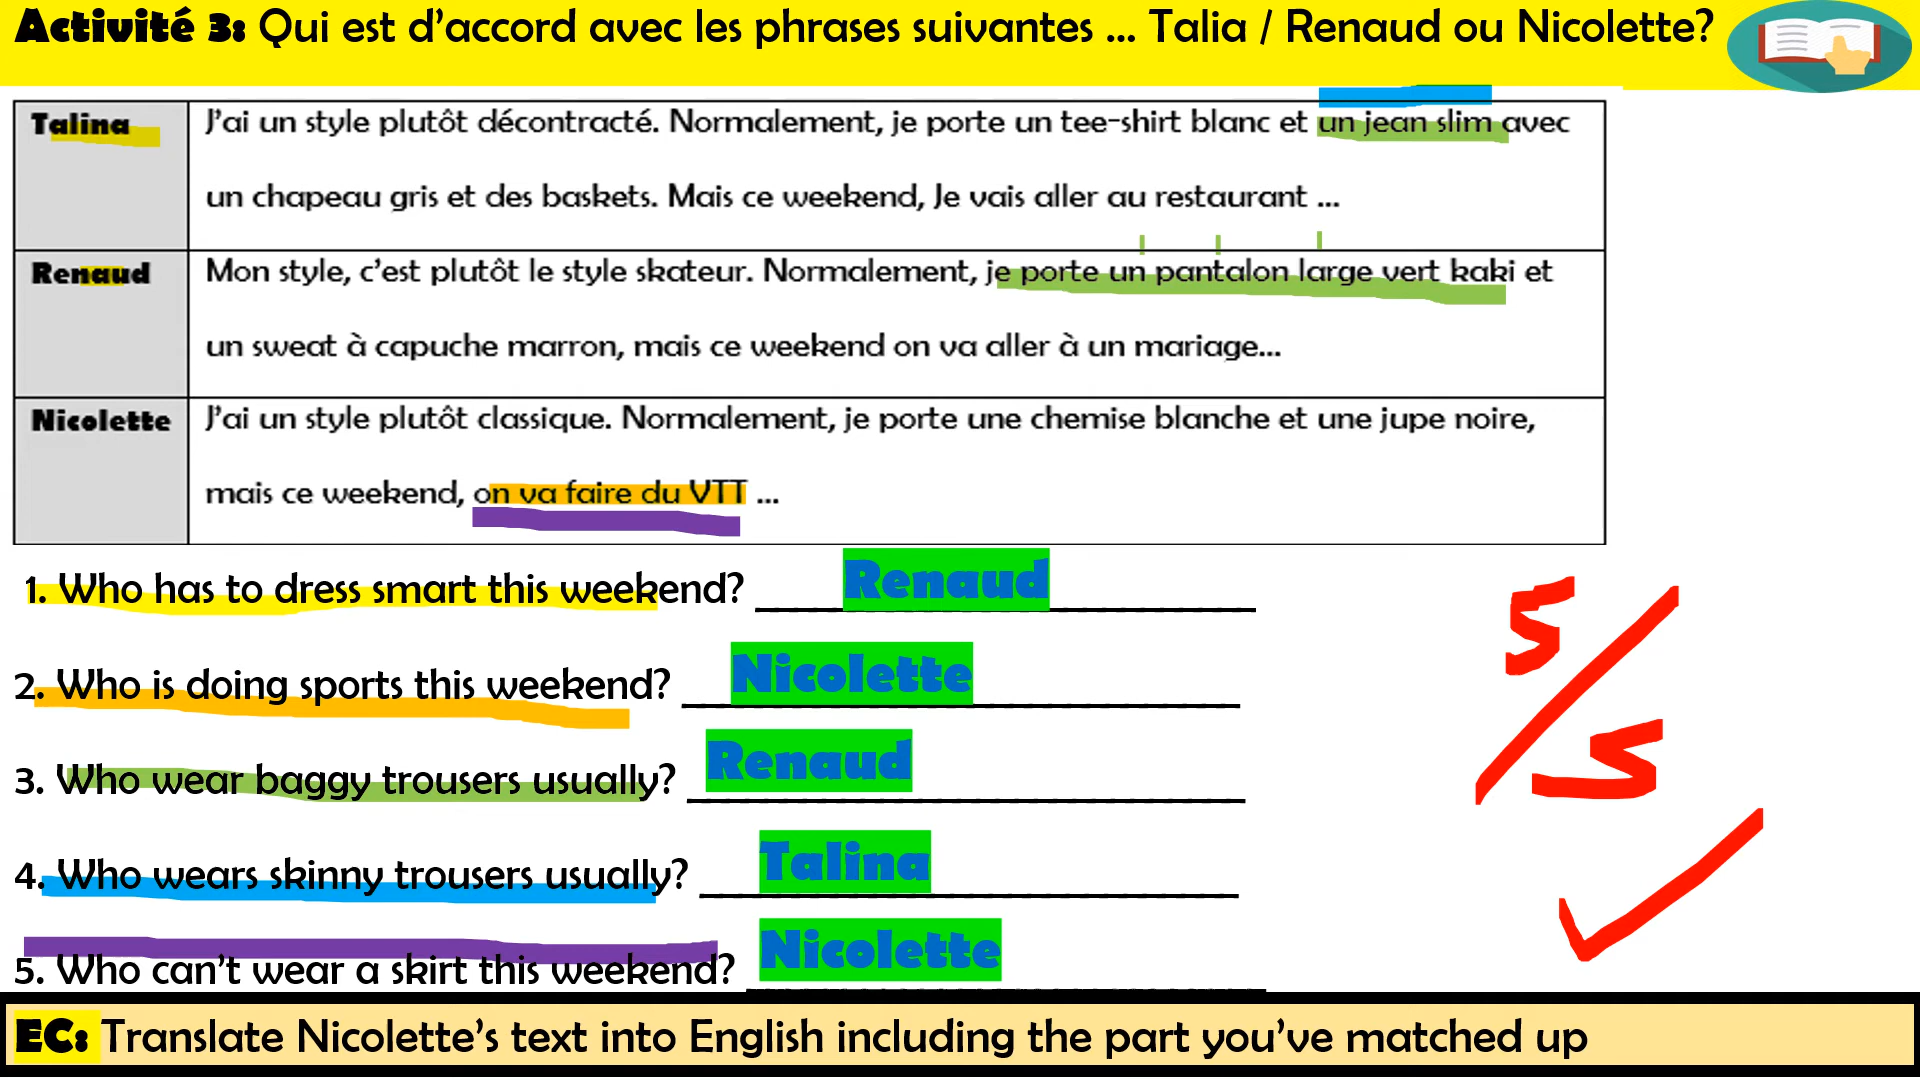 Activité 3: Qui est d'accord avec les phrases suivantes ... Talia / Renaud ou Nicolette?
Talina
J'ai un style plutôt décontracté. Normalement, je porte un tee-shirt blanc et un jean slim avec
un chapeau gris et des baskets. Mais ce weekend, Je vais aller au restaurant ...
Renaud
Mon style, c'est plutôt le style skateur. Normalement, je porte un pantalon large vert kaki et
un sweat à capuche marron, mais ce weekend on va aller à un mariage...
Nicolette
J'ai un style plutôt classique. Normalement, je porte une chemise blanche et une jupe noire,
mais ce weekend, on va faire du VTT ...
1. Who has to dress smart this weekend? Renaud
2. Who is doing sports this weekend? Nicolette
3. Who wear baggy trousers usually? Renaud
4. Who wears skinny trousers usually? Talina
5. Who can't wear a skirt this weekend? Nicolette
5/5
EC: Translate Nicolette's text into English including the part you've matched up